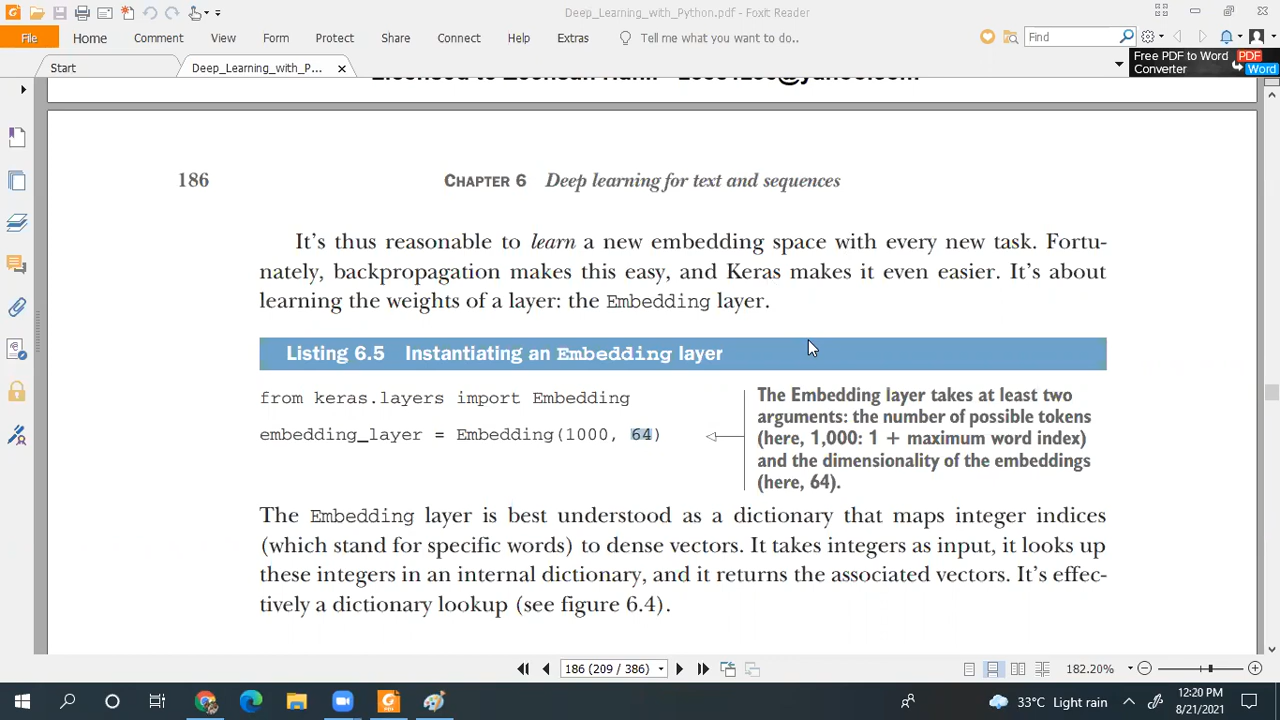 Deep_Learning_with_Python.pdf - Foxit Reader
File Home Comment View Form Protect Share Connect Help Extras Tell me what you want to do.. Find
Start Deep_Learning_with_P...
Free PDF to Word Converter PDF Word
186 CHAPTER 6 Deep learning for text and sequences
It's thus reasonable to learn a new embedding space with every new task. Fortu-
nately, backpropagation makes this easy, and Keras makes it even easier. It's about
learning the weights of a layer: the Embedding layer.
Listing 6.5 Instantiating an Embedding layer
from keras.layers import Embedding
embedding_layer = Embedding(1000, 64)
The Embedding layer takes at least two
arguments: the number of possible tokens
(here, 1,000: 1 + maximum word index)
and the dimensionality of the embeddings
(here, 64).
The Embedding layer is best understood as a dictionary that maps integer indices
(which stand for specific words) to dense vectors. It takes integers as input, it looks up
these integers in an internal dictionary, and it returns the associated vectors. It's effec-
tively a dictionary lookup (see figure 6.4).
186 (209 / 386) 182.20%
33°C Light rain 12:20 PM
8/21/2021